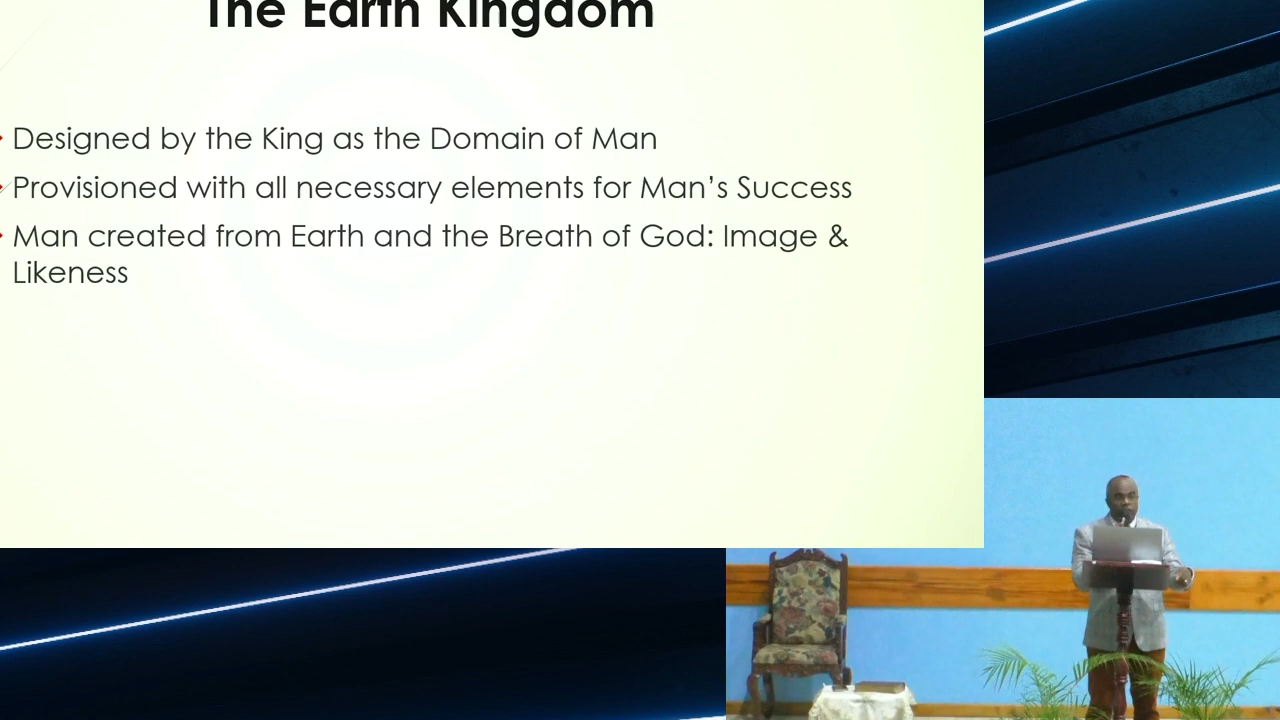 The Earth Kingdom
Designed by the King as the Domain of Man
Provisioned with all necessary elements for Man’s Success
Man created from Earth and the Breath of God: Image &
Likeness